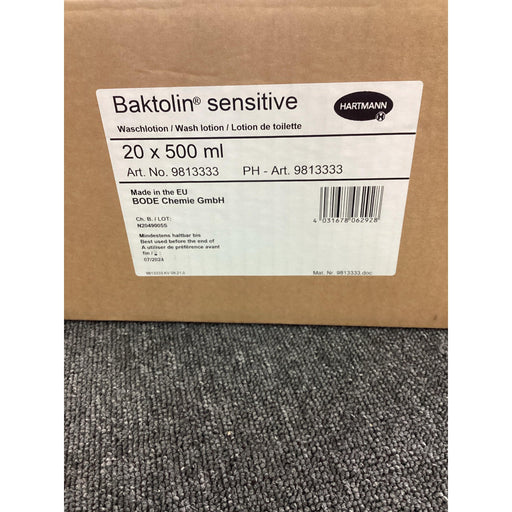 Baktolin® sensitive
HARTMANN
Waschlotion / Wash lotion / Lotion de toilette
20 x 500 ml
Art. No. 9813333 PH - Art. 9813333
Made in the EU
BODE Chemie GmbH
4 031678 062928
Ch. B. / LOT:
N20490055
Mindestens haltbar bis
Best used before the end of
A utiliser de préférence avant
fin /
07/2024
Mat. Nr. 9813333.doc